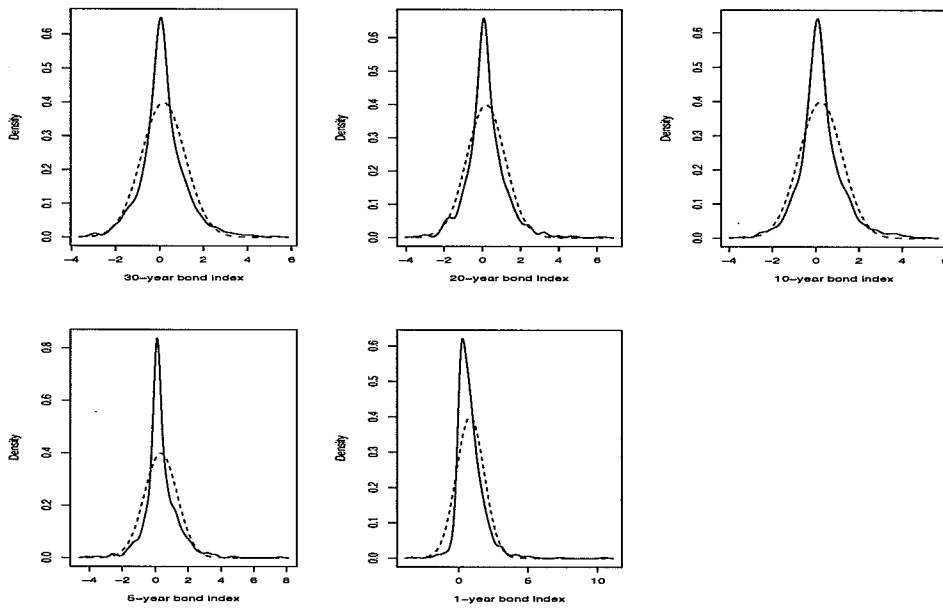 Density
0.0 0.1 0.2 0.3 0.4 0.5 0.6
-4 -2 0 2 4 6
30-year bond index
Density
0.0 0.1 0.2 0.3 0.4 0.5 0.6
-4 -2 0 2 4 6
20-year bond index
Density
0.0 0.1 0.2 0.3 0.4 0.5 0.6
-4 -2 0 2 4 6
10-year bond index
Density
0.0 0.2 0.4 0.6 0.8
-4 -2 0 2 4 6 8
5-year bond index
Density
0.0 0.1 0.2 0.3 0.4 0.5 0.6
0 5 10
1-year bond index